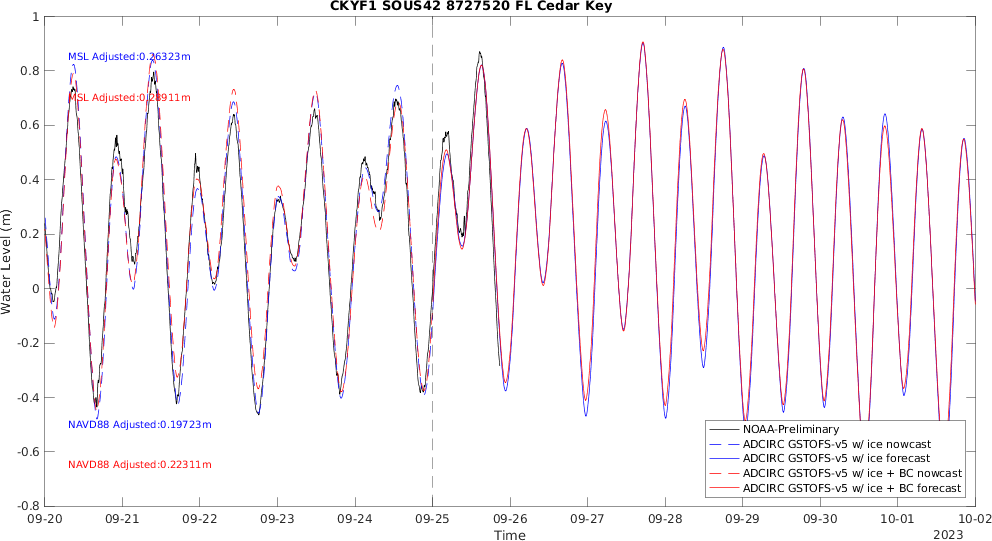 CKYF1 SOUS42 8727520 FL Cedar Key
MSL Adjusted:0.26323m
MSL Adjusted:0.28911m
NAVD88 Adjusted:0.19723m
NAVD88 Adjusted:0.22311m
Water Level (m)
1
0.8
0.6
0.4
0.2
0
-0.2
-0.4
-0.6
-0.8
NOAA-Preliminary
ADCIRC GSTOFS-v5 w/ ice nowcast
ADCIRC GSTOFS-v5 w/ ice forecast
ADCIRC GSTOFS-v5 w/ ice + BC nowcast
ADCIRC GSTOFS-v5 w/ ice + BC forecast
09-20 09-21 09-22 09-23 09-24 09-25 09-26 09-27 09-28 09-29 09-30 10-01 10-02
Time
2023